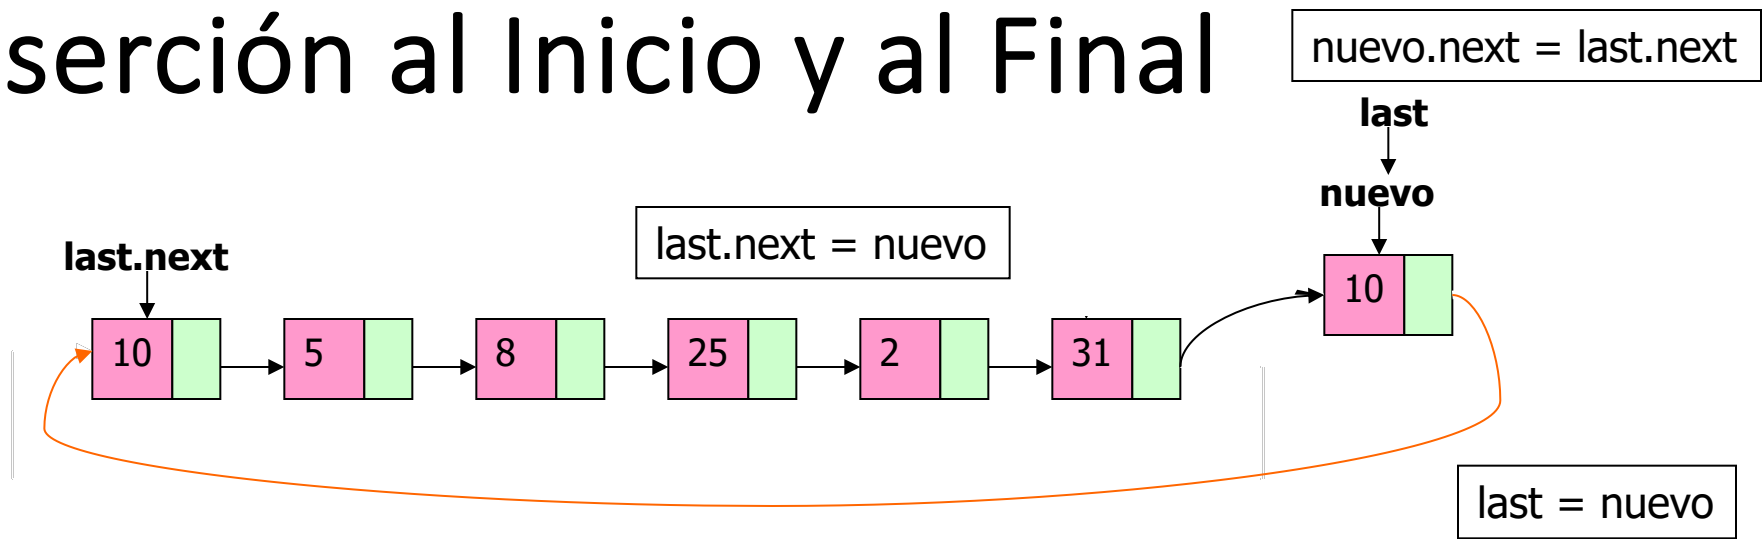 serción al Inicio y al Final
nuevo.next = last.next
last
nuevo
last.next = nuevo
last.next
10
10 5 8 25 2 31
last = nuevo